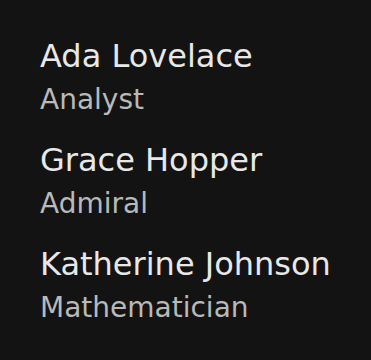 Ada Lovelace
Analyst
Grace Hopper
Admiral
Katherine Johnson
Mathematician